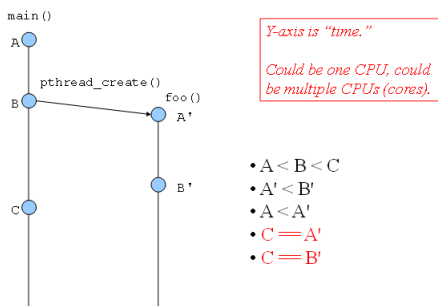 main()
A
pthread_create()
B
foo()
A'
B'
C
Y-axis is “time.”
Could be one CPU, could
be multiple CPUs (cores).
• A < B < C
• A' < B'
• A < A'
• C == A'
• C == B'